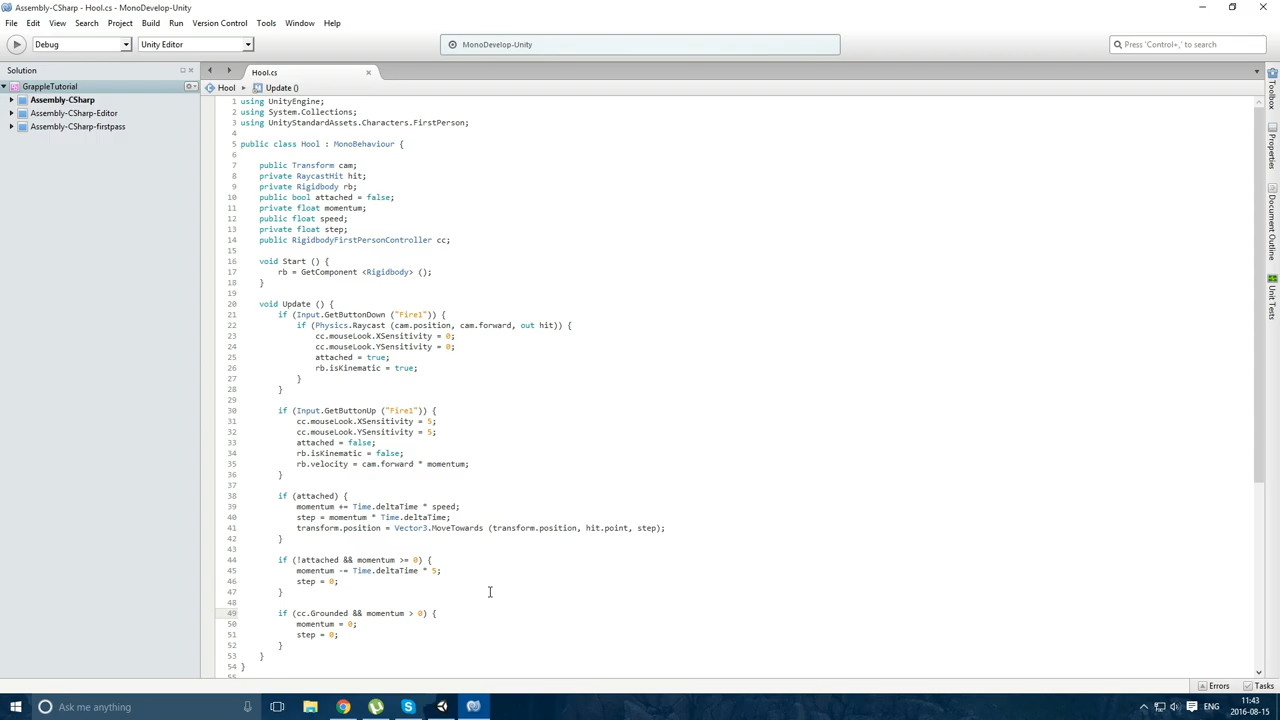 Assembly-CSharp - Hool.cs - MonoDevelop-Unity
File Edit View Search Project Build Run Version Control Tools Window Help
Debug Unity Editor MonoDevelop-Unity Press 'Control+,' to search
Solution
GrappleTutorial
Assembly-CSharp
Assembly-CSharp-Editor
Assembly-CSharp-firstpass
Hool.cs
Hool Update ()
1 using UnityEngine;
2 using System.Collections;
3 using UnityStandardAssets.Characters.FirstPerson;
4
5 public class Hool : MonoBehaviour {
6
7 public Transform cam;
8 private RaycastHit hit;
9 private Rigidbody rb;
10 public bool attached = false;
11 private float momentum;
12 public float speed;
13 private float step;
14 public RigidbodyFirstPersonController cc;
15
16 void Start () {
17 rb = GetComponent <Rigidbody> ();
18 }
19
20 void Update () {
21 if (Input.GetButtonDown ("Fire1")) {
22 if (Physics.Raycast (cam.position, cam.forward, out hit)) {
23 cc.mouseLook.XSensitivity = 0;
24 cc.mouseLook.YSensitivity = 0;
25 attached = true;
26 rb.isKinematic = true;
27 }
28 }
29
30 if (Input.GetButtonUp ("Fire1")) {
31 cc.mouseLook.XSensitivity = 5;
32 cc.mouseLook.YSensitivity = 5;
33 attached = false;
34 rb.isKinematic = false;
35 rb.velocity = cam.forward * momentum;
36 }
37
38 if (attached) {
39 momentum += Time.deltaTime * speed;
40 step = momentum * Time.deltaTime;
41 transform.position = Vector3.MoveTowards (transform.position, hit.point, step);
42 }
43
44 if (!attached && momentum >= 0) {
45 momentum -= Time.deltaTime * 5;
46 step = 0;
47 }
48
49 if (cc.Grounded && momentum > 0) {
50 momentum = 0;
51 step = 0;
52 }
53 }
54 }
55
Toolbox
Properties
Document Outline
Unit Tests
Errors Tasks
Ask me anything
ENG
11:43
2016-08-15